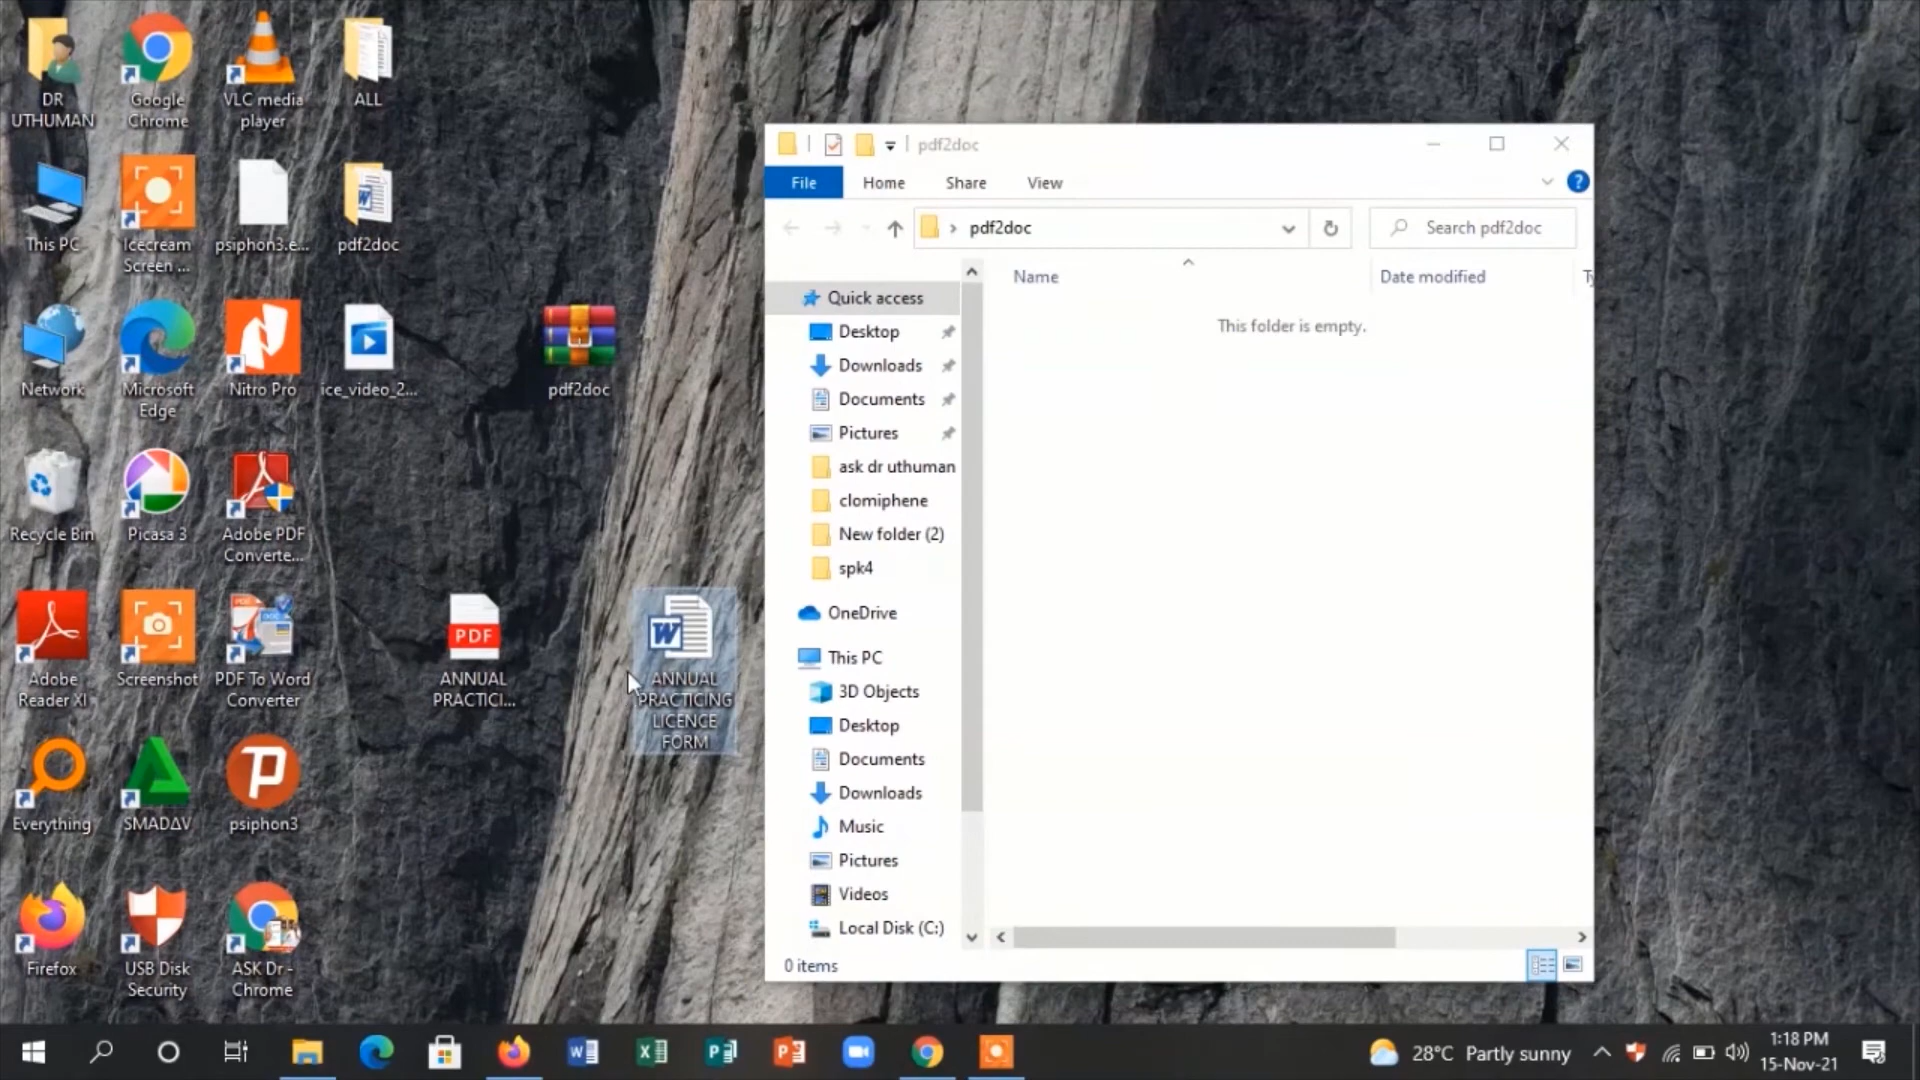 DR
UTHUMAN
Google
Chrome
VLC media
player
ALL
This PC
Icecream
Screen ...
psiphon3.e...
pdf2doc
Network
Microsoft
Edge
Nitro Pro
ice_video_2...
pdf2doc
Recycle Bin
Picasa 3
Adobe PDF
Converte...
Adobe
Reader XI
Screenshot
PDF To Word
Converter
PDF
ANNUAL
PRACTICI...
ANNUAL
PRACTICING
LICENCE
FORM
Everything
SMADΔV
psiphon3
Firefox
USB Disk
Security
ASK Dr -
Chrome
pdf2doc
File
Home
Share
View
pdf2doc
Search pdf2doc
Name
Date modified
Ty
This folder is empty.
Quick access
Desktop
Downloads
Documents
Pictures
ask dr uthuman
clomiphene
New folder (2)
spk4
OneDrive
This PC
3D Objects
Desktop
Documents
Downloads
Music
Pictures
Videos
Local Disk (C:)
0 items
28°C Partly sunny
1:18 PM
15-Nov-21